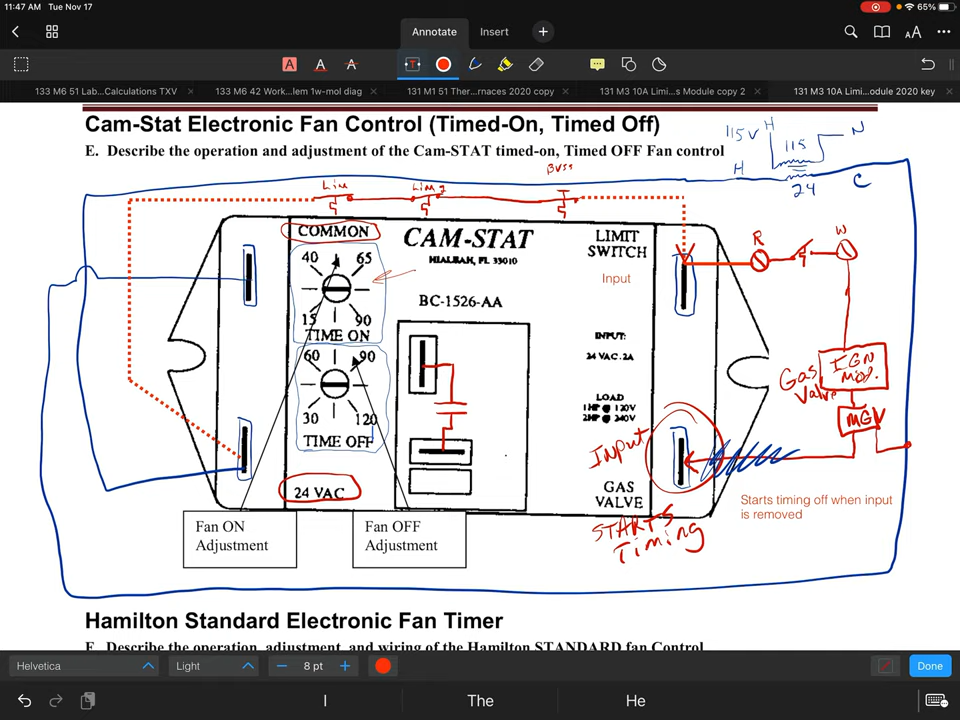 11:47 AM Tue Nov 17
65%
Annotate
Insert
AA
133 M6 51 Lab...Calculations TXV
133 M6 42 Work...lem 1w-mol diag
131 M1 51 Ther...rnaces 2020 copy
131 M3 10A Limi...s Module copy 2
131 M3 10A Limi...odule 2020 key
Cam-Stat Electronic Fan Control (Timed-On, Timed Off)
E. Describe the operation and adjustment of the Cam-STAT timed-on, Timed OFF Fan control
115V H
115
N
H
24
C
Lim
Lim 2
COMMON
CAM-STAT
HIALEAH, FL 33010
LIMIT
SWITCH
Input
R
W
40 65
15 90
TIME ON
BC-1526-AA
INPUT:
24 VAC. 2A
60 90
30 120
TIME OFF
LOAD
1HP @ 120V
2HP @ 240V
Gas
Valve
IGN
Mod.
MGV
INPUT
24 VAC
GAS
VALVE
STARTS
Timing
Starts timing off when input
is removed
Fan ON
Adjustment
Fan OFF
Adjustment
Hamilton Standard Electronic Fan Timer
F. Describe the operation, adjustment, and wiring of the Hamilton STANDARD fan Control
Helvetica
Light
8 pt
Done
I
The
He